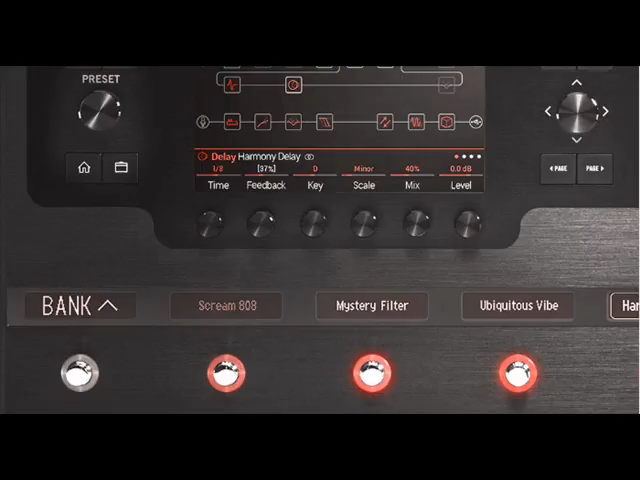 PRESET
Delay Harmony Delay
1/8 [37%] D Minor 40% 0.0 dB
Time Feedback Key Scale Mix Level
PAGE PAGE
BANK
Scream 808
Mystery Filter
Ubiquitous Vibe
Har